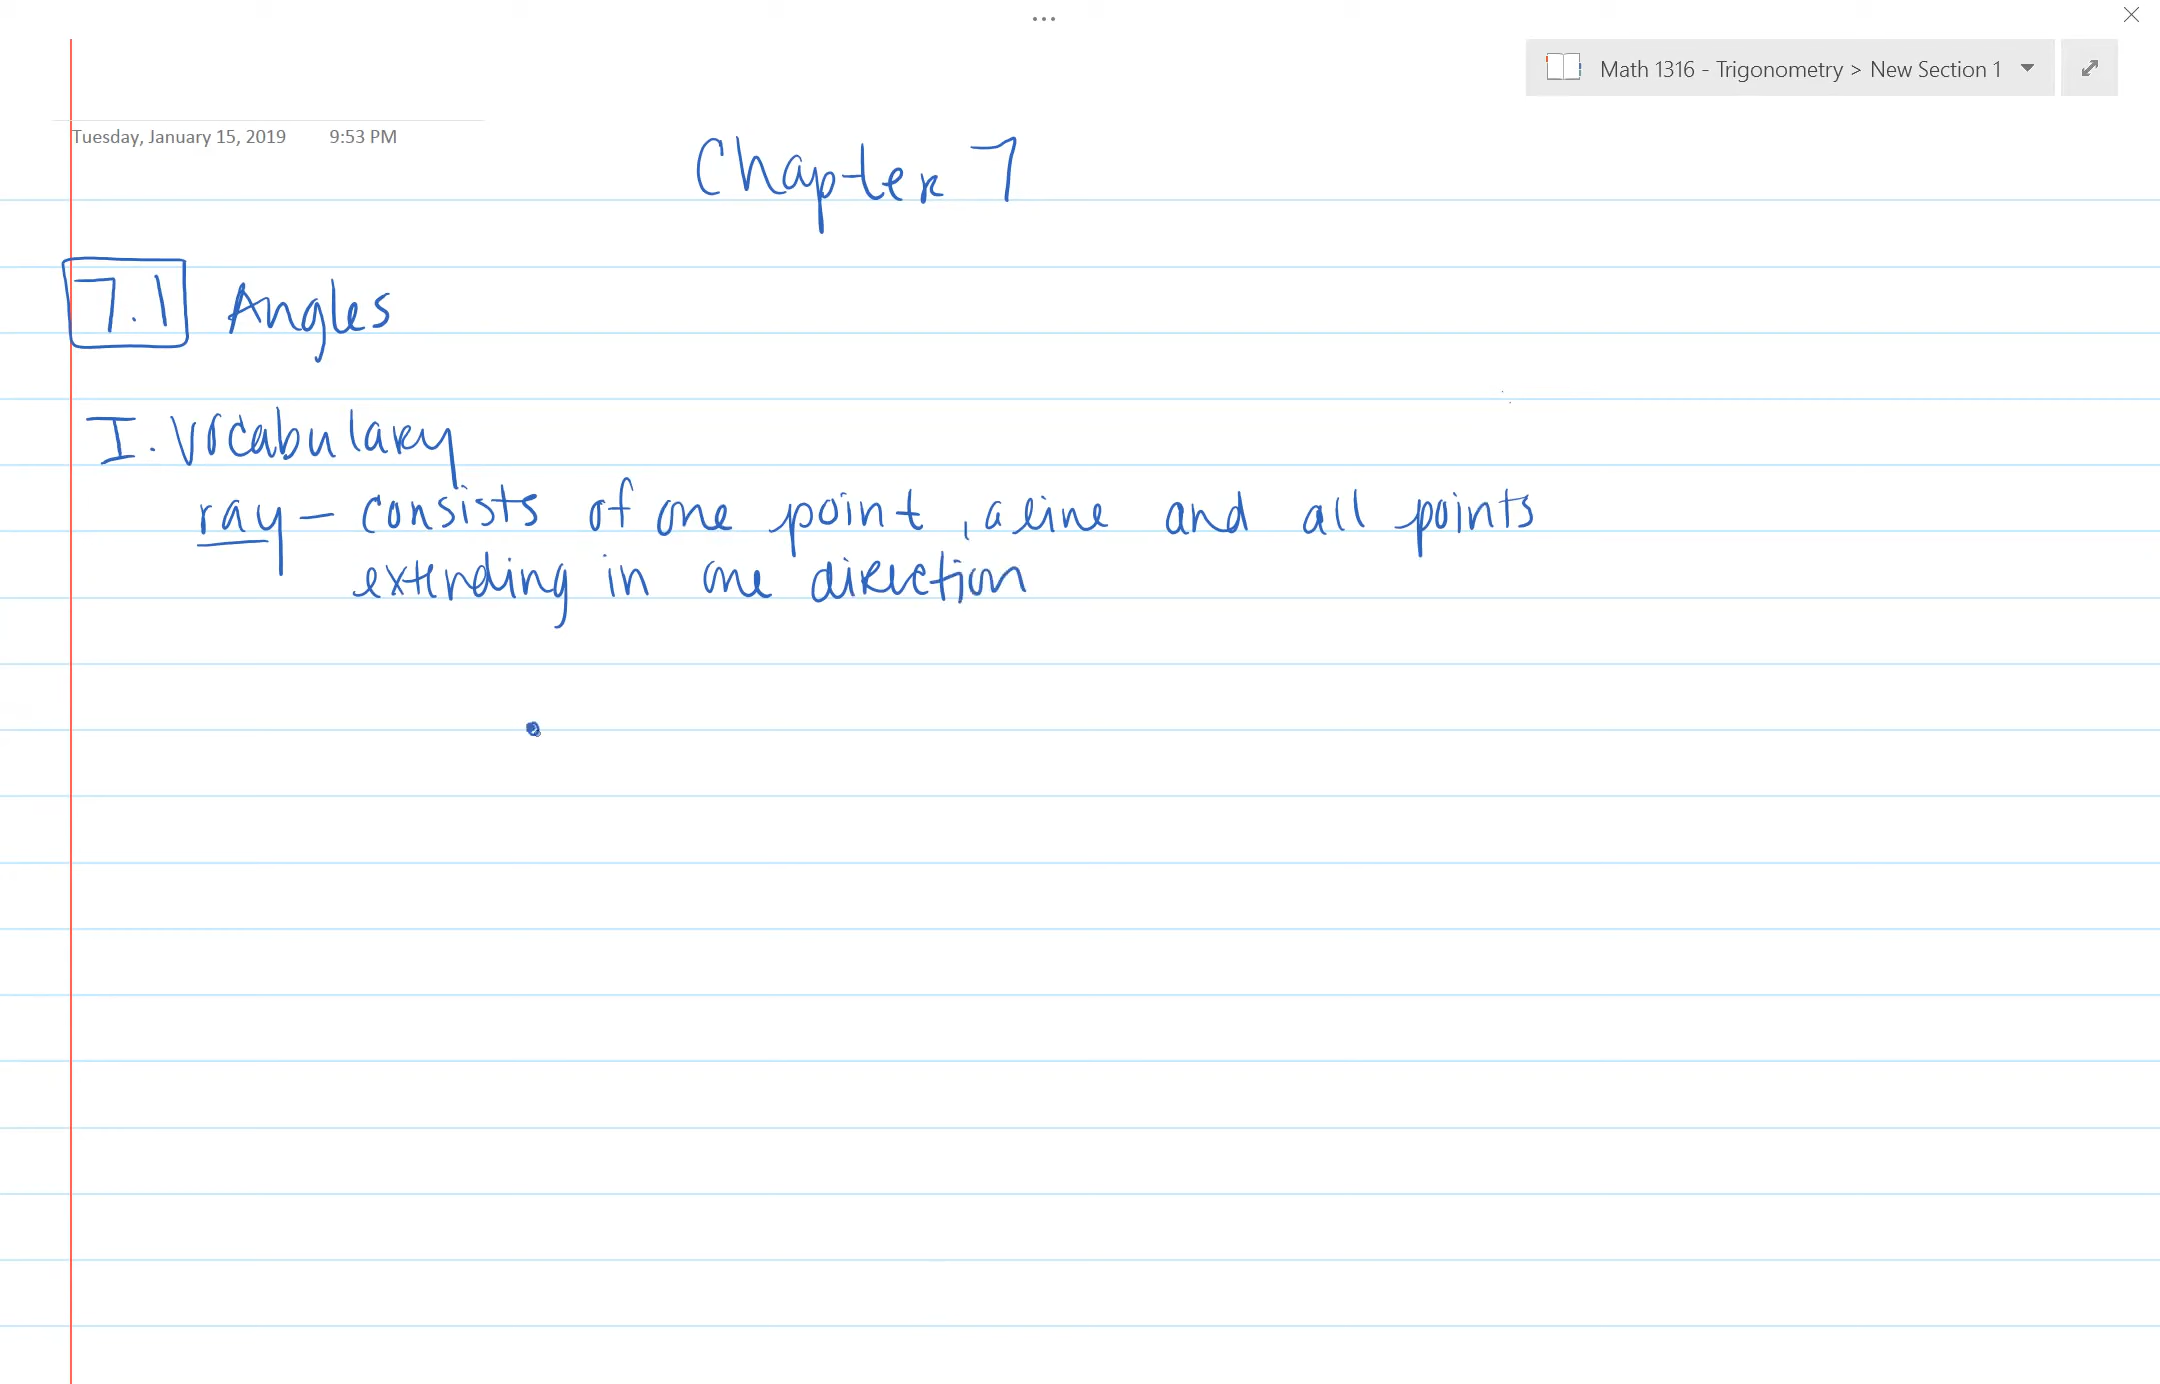 Math 1316 - Trigonometry > New Section 1
Tuesday, January 15, 2019 9:53 PM
Chapter 7
7.1 Angles
I. Vocabulary
ray – consists of one point, a line and all points
extending in one direction